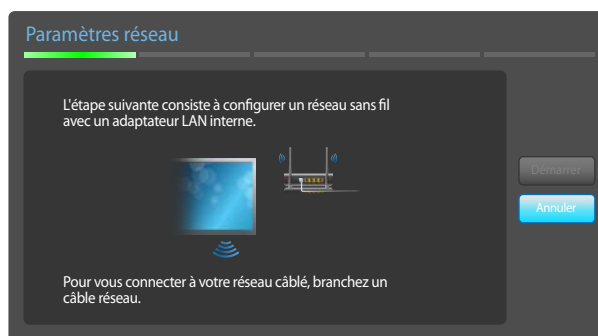 Paramètres réseau
L'étape suivante consiste à configurer un réseau sans fil
avec un adaptateur LAN interne.
Démarrer
Annuler
Pour vous connecter à votre réseau câblé, branchez un
câble réseau.